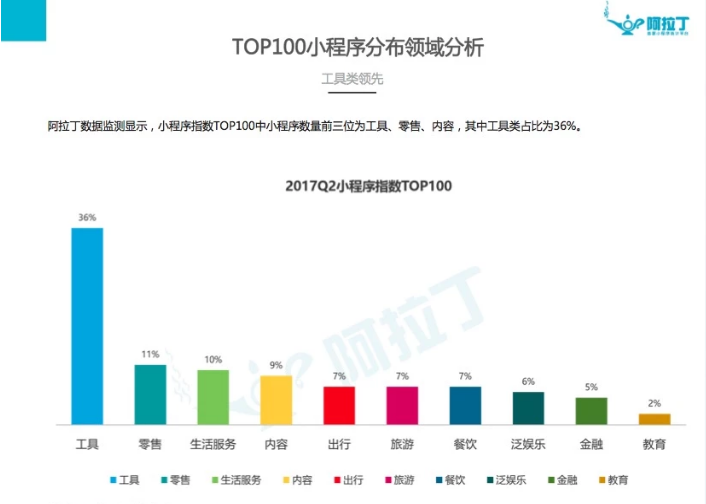 阿拉丁
TOP100小程序分布领域分析
工具类领先
阿拉丁数据监测显示，小程序指数TOP100中小程序数量前三位为工具、零售、内容，其中工具类占比为36%。
2017Q2小程序指数TOP100
36%
11%
10%
9%
7%
7%
7%
6%
5%
2%
阿拉丁
工具 零售 生活服务 内容 出行 旅游 餐饮 泛娱乐 金融 教育
工具 零售 生活服务 内容 出行 旅游 餐饮 泛娱乐 金融 教育